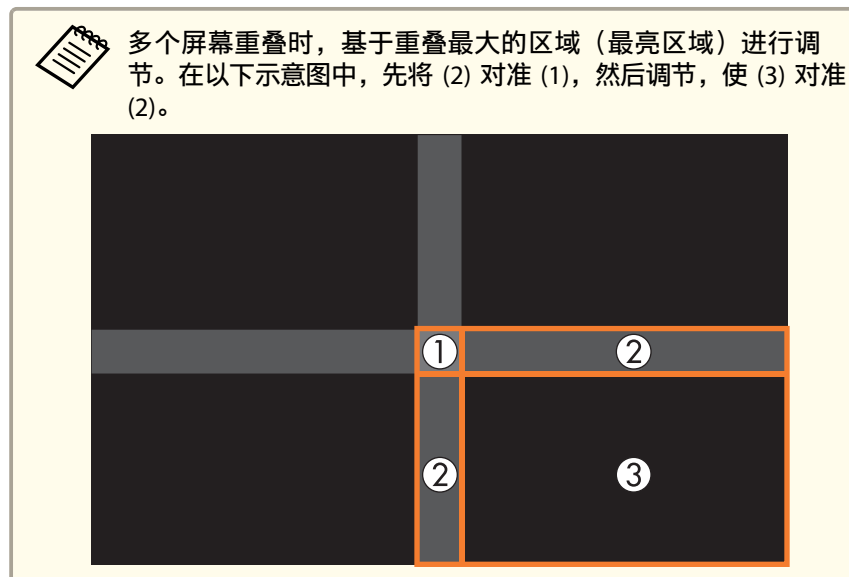 多个屏幕重叠时，基于重叠最大的区域（最亮区域）进行调
节。在以下示意图中，先将 (2) 对准 (1)，然后调节，使 (3) 对准
(2)。
① ②
② ③